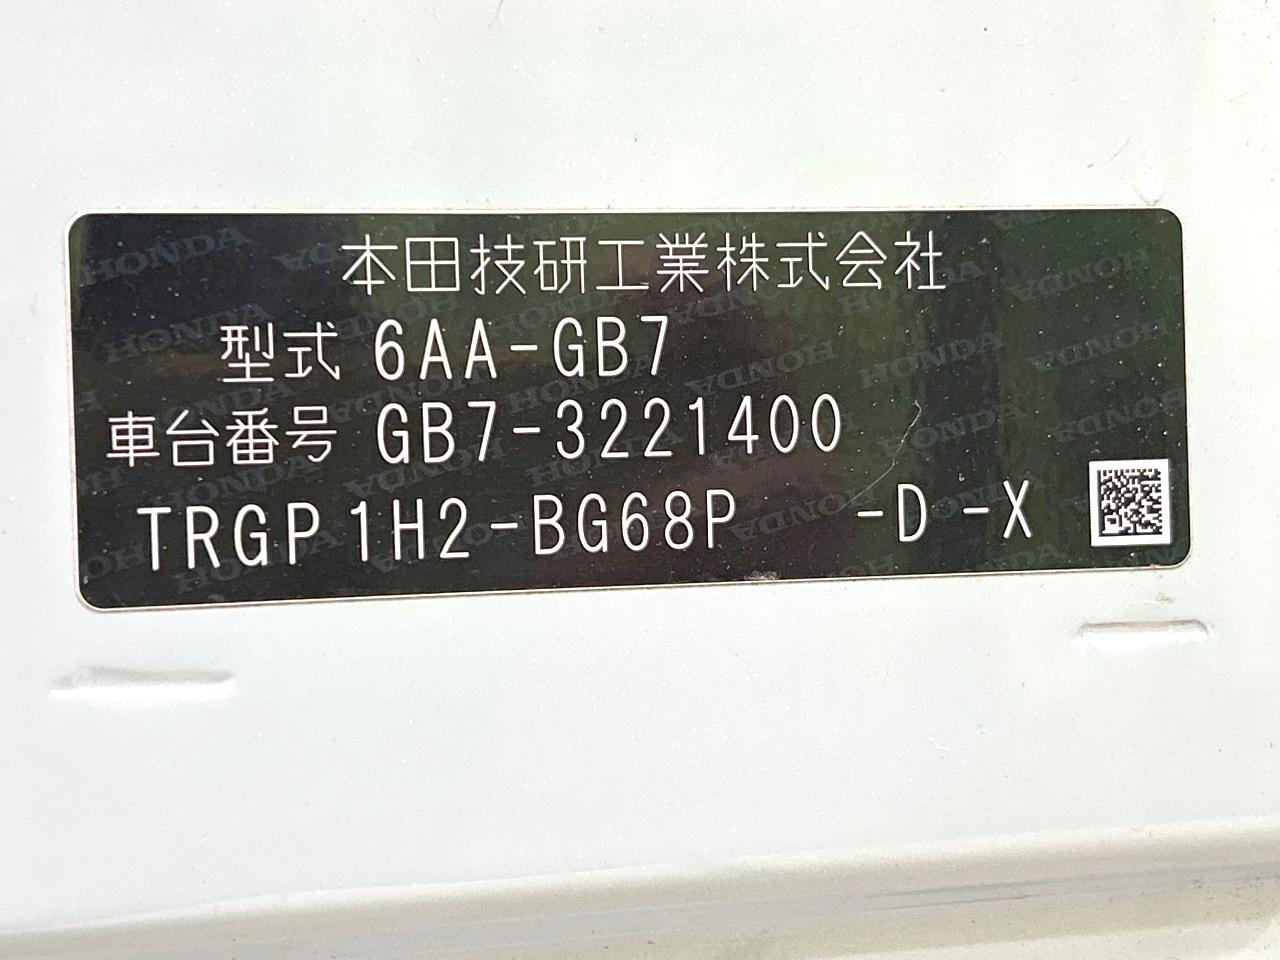 本田技研工業株式会社
型式 6AA-GB7
車台番号 GB7-3221400
TRGP1H2-BG68P -D-X